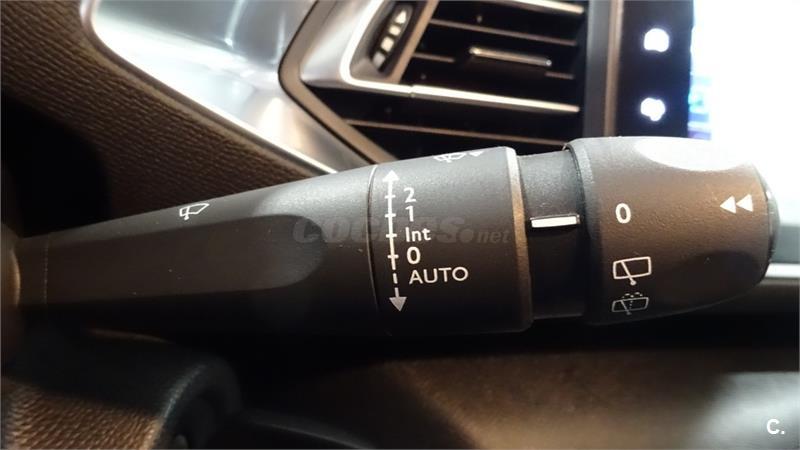 2
1
Int
0
AUTO
0
coches.net
C.